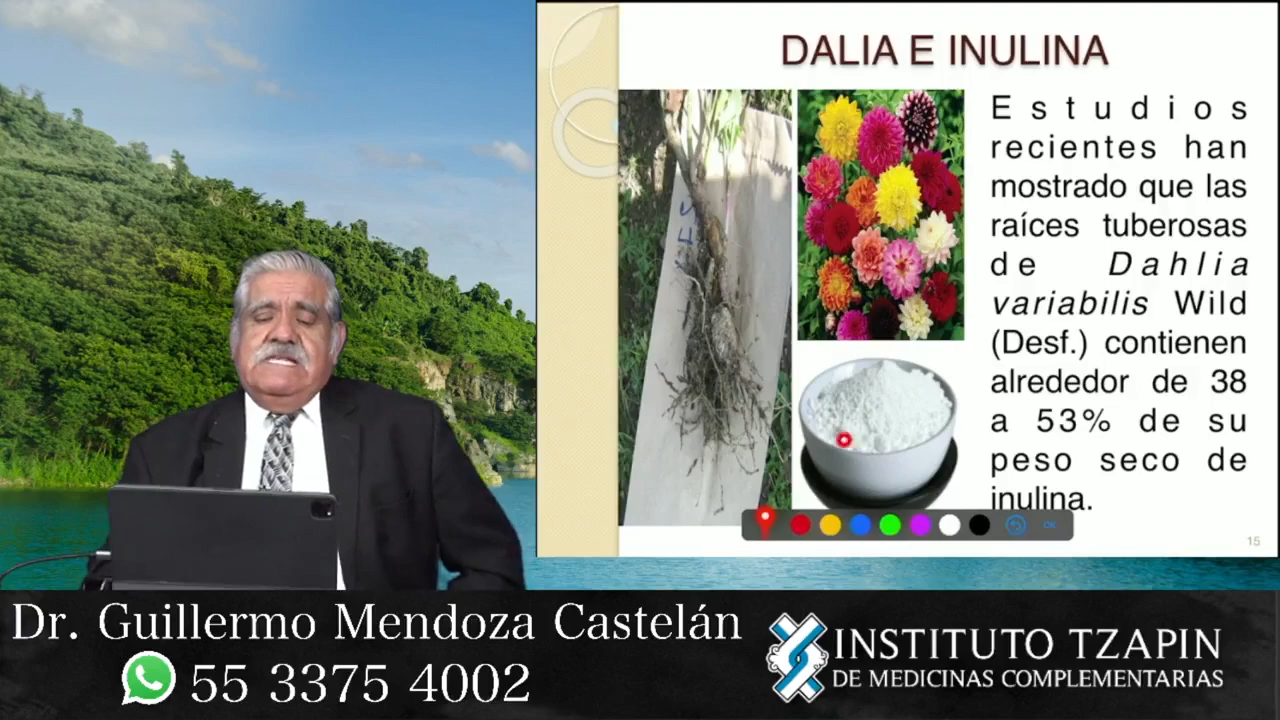 DALIA E INULINA
Estudios
recientes han
mostrado que las
raíces tuberosas
de Dahlia
variabilis Wild
(Desf.) contienen
alrededor de 38
a 53% de su
peso seco de
inulina.
OK
15
Dr. Guillermo Mendoza Castelán
55 3375 4002
INSTITUTO TZAPIN
DE MEDICINAS COMPLEMENTARIAS